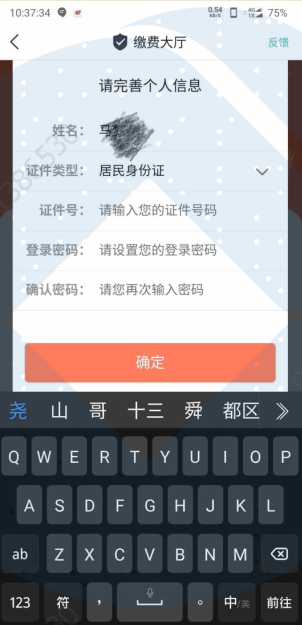 10:37:34 0.54 KB/S 4G 1X 75%
缴费大厅 反馈
请完善个人信息
姓名： 马
证件类型： 居民身份证
证件号： 请输入您的证件号码
登录密码： 请设置您的登录密码
确认密码： 请您再次输入密码
确定
尧 山 哥 十三 舜 都区
Q W E R T Y U I O P
A S D F G H J K L
ab Z X C V B N M
123 符 ， 。 中/英 前往